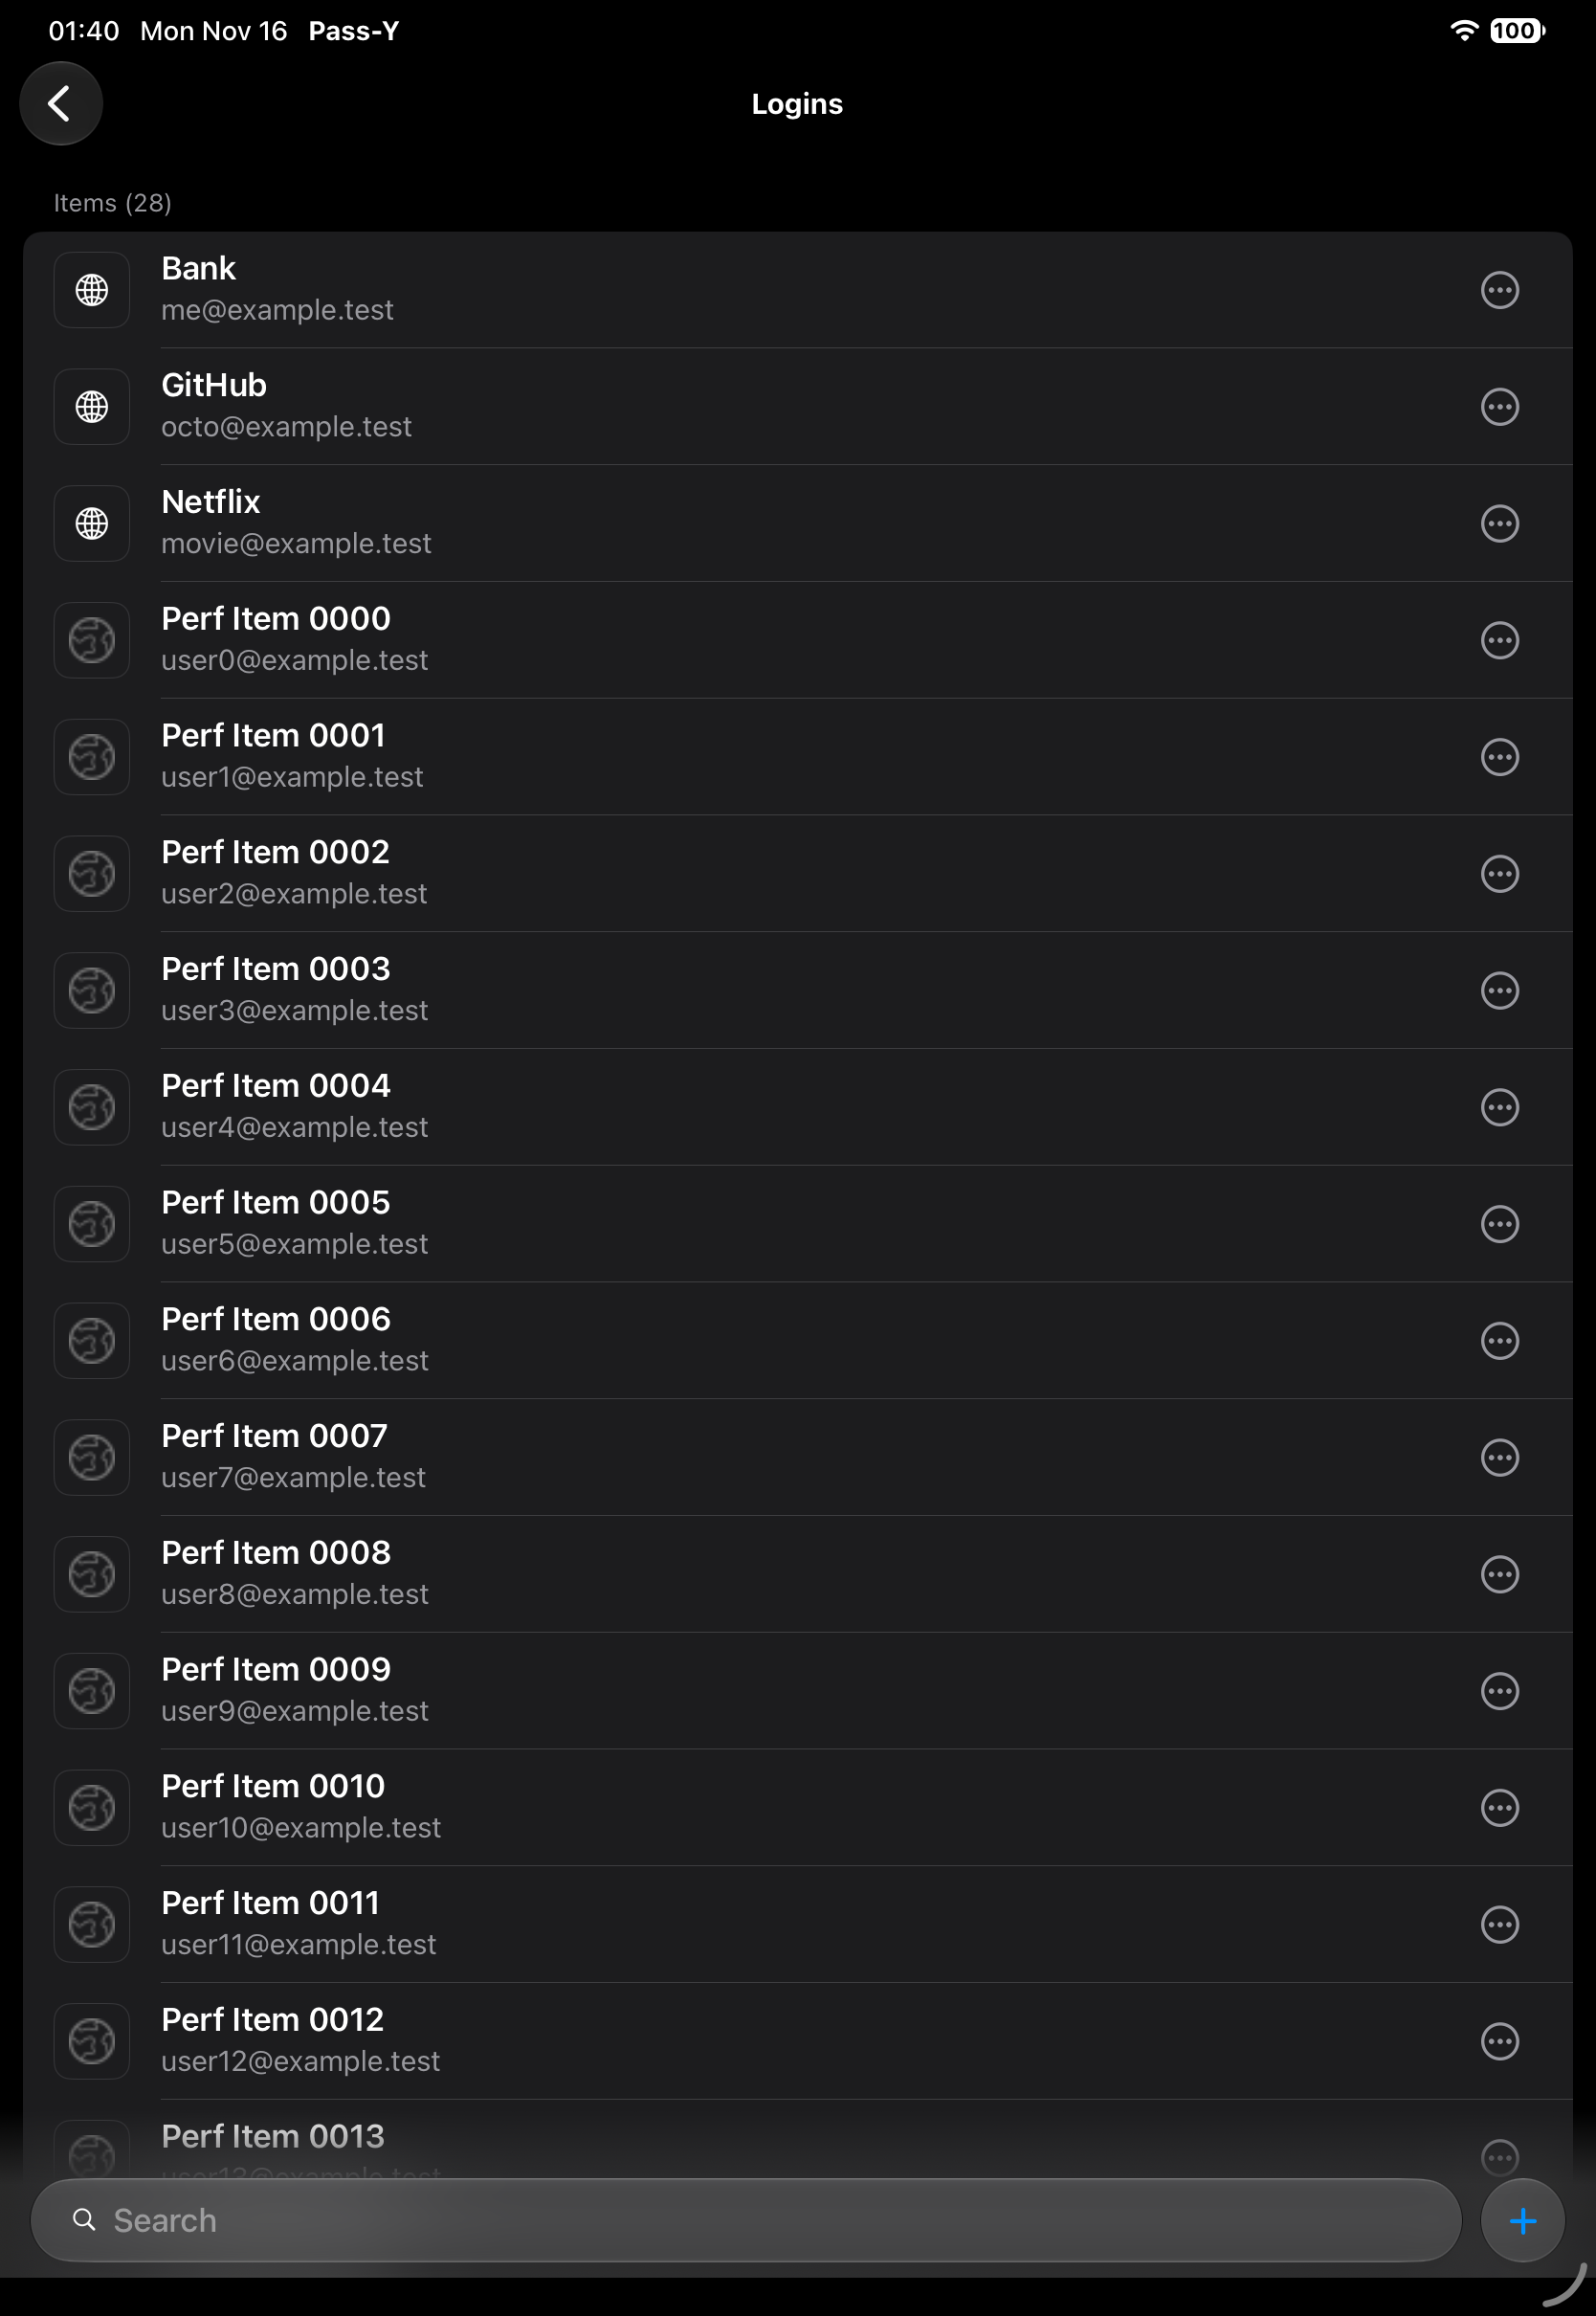 01:40 Mon Nov 16 Pass-Y
100
Logins
Items (28)
Bank
me@example.test
GitHub
octo@example.test
Netflix
movie@example.test
Perf Item 0000
user0@example.test
Perf Item 0001
user1@example.test
Perf Item 0002
user2@example.test
Perf Item 0003
user3@example.test
Perf Item 0004
user4@example.test
Perf Item 0005
user5@example.test
Perf Item 0006
user6@example.test
Perf Item 0007
user7@example.test
Perf Item 0008
user8@example.test
Perf Item 0009
user9@example.test
Perf Item 0010
user10@example.test
Perf Item 0011
user11@example.test
Perf Item 0012
user12@example.test
Perf Item 0013
user13@example.test
Search